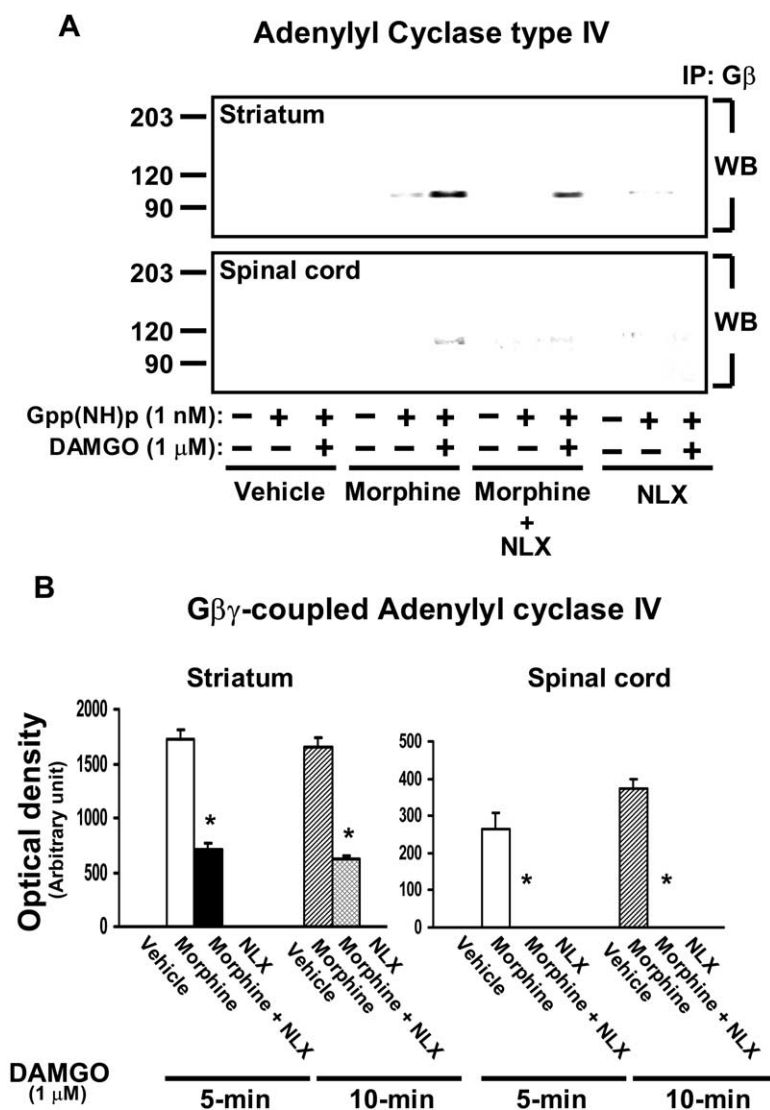 A
Adenylyl Cyclase type IV
IP: Gβ
Striatum
203
120
90
WB
Spinal cord
203
120
90
WB
Gpp(NH)p (1 nM): − + + − + + − + + − + +
DAMGO (1 μM): − − + − − + − − + − − +
Vehicle Morphine Morphine + NLX NLX
B
Gβγ-coupled Adenylyl cyclase IV
Striatum
Spinal cord
Optical density
(Arbitrary unit)
2000
1500
1000
500
0
* *
500
400
300
200
100
0
* *
Vehicle Morphine Morphine + NLX NLX Vehicle Morphine Morphine + NLX NLX
Vehicle Morphine Morphine + NLX NLX Vehicle Morphine Morphine + NLX NLX
DAMGO
(1 μM)
5-min 10-min 5-min 10-min